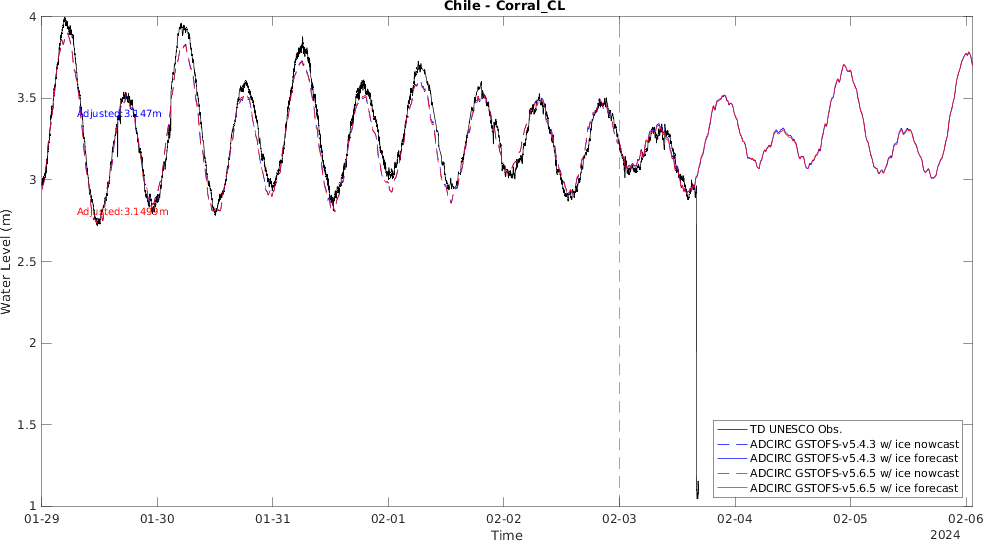 Chile - Corral_CL
4
3.5
3
2.5
2
1.5
1
Water Level (m)
Adjusted:3.147m
Adjusted:3.1499m
TD UNESCO Obs.
ADCIRC GSTOFS-v5.4.3 w/ ice nowcast
ADCIRC GSTOFS-v5.4.3 w/ ice forecast
ADCIRC GSTOFS-v5.6.5 w/ ice nowcast
ADCIRC GSTOFS-v5.6.5 w/ ice forecast
01-29 01-30 01-31 02-01 02-02 02-03 02-04 02-05 02-06
Time
2024